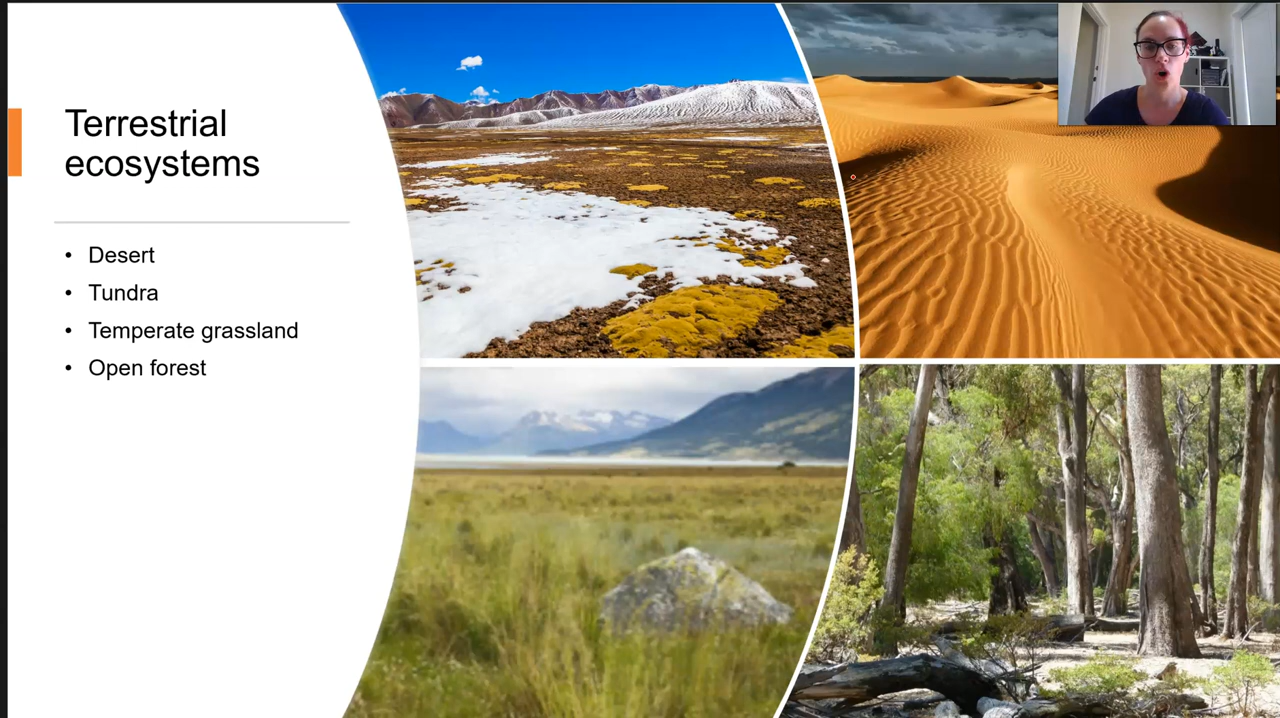 Terrestrial
ecosystems
• Desert
• Tundra
• Temperate grassland
• Open forest